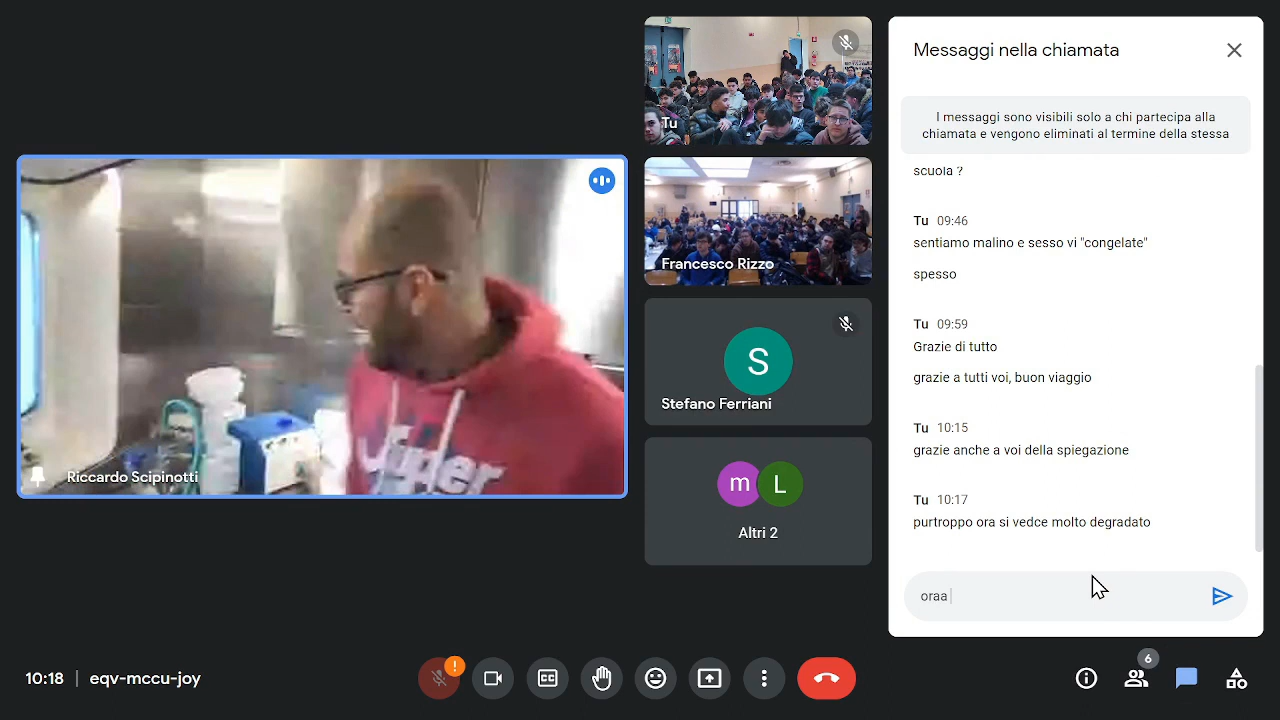 Tu
Francesco Rizzo
S
Stefano Ferriani
m L
Altri 2
Riccardo Scipinotti
Messaggi nella chiamata
I messaggi sono visibili solo a chi partecipa alla
chiamata e vengono eliminati al termine della stessa
scuola ?
Tu 09:46
sentiamo malino e sesso vi "congelate"
spesso
Tu 09:59
Grazie di tutto
grazie a tutti voi, buon viaggio
Tu 10:15
grazie anche a voi della spiegazione
Tu 10:17
purtroppo ora si vedce molto degradato
oraa
10:18 | eqv-mccu-joy
!
CC
6